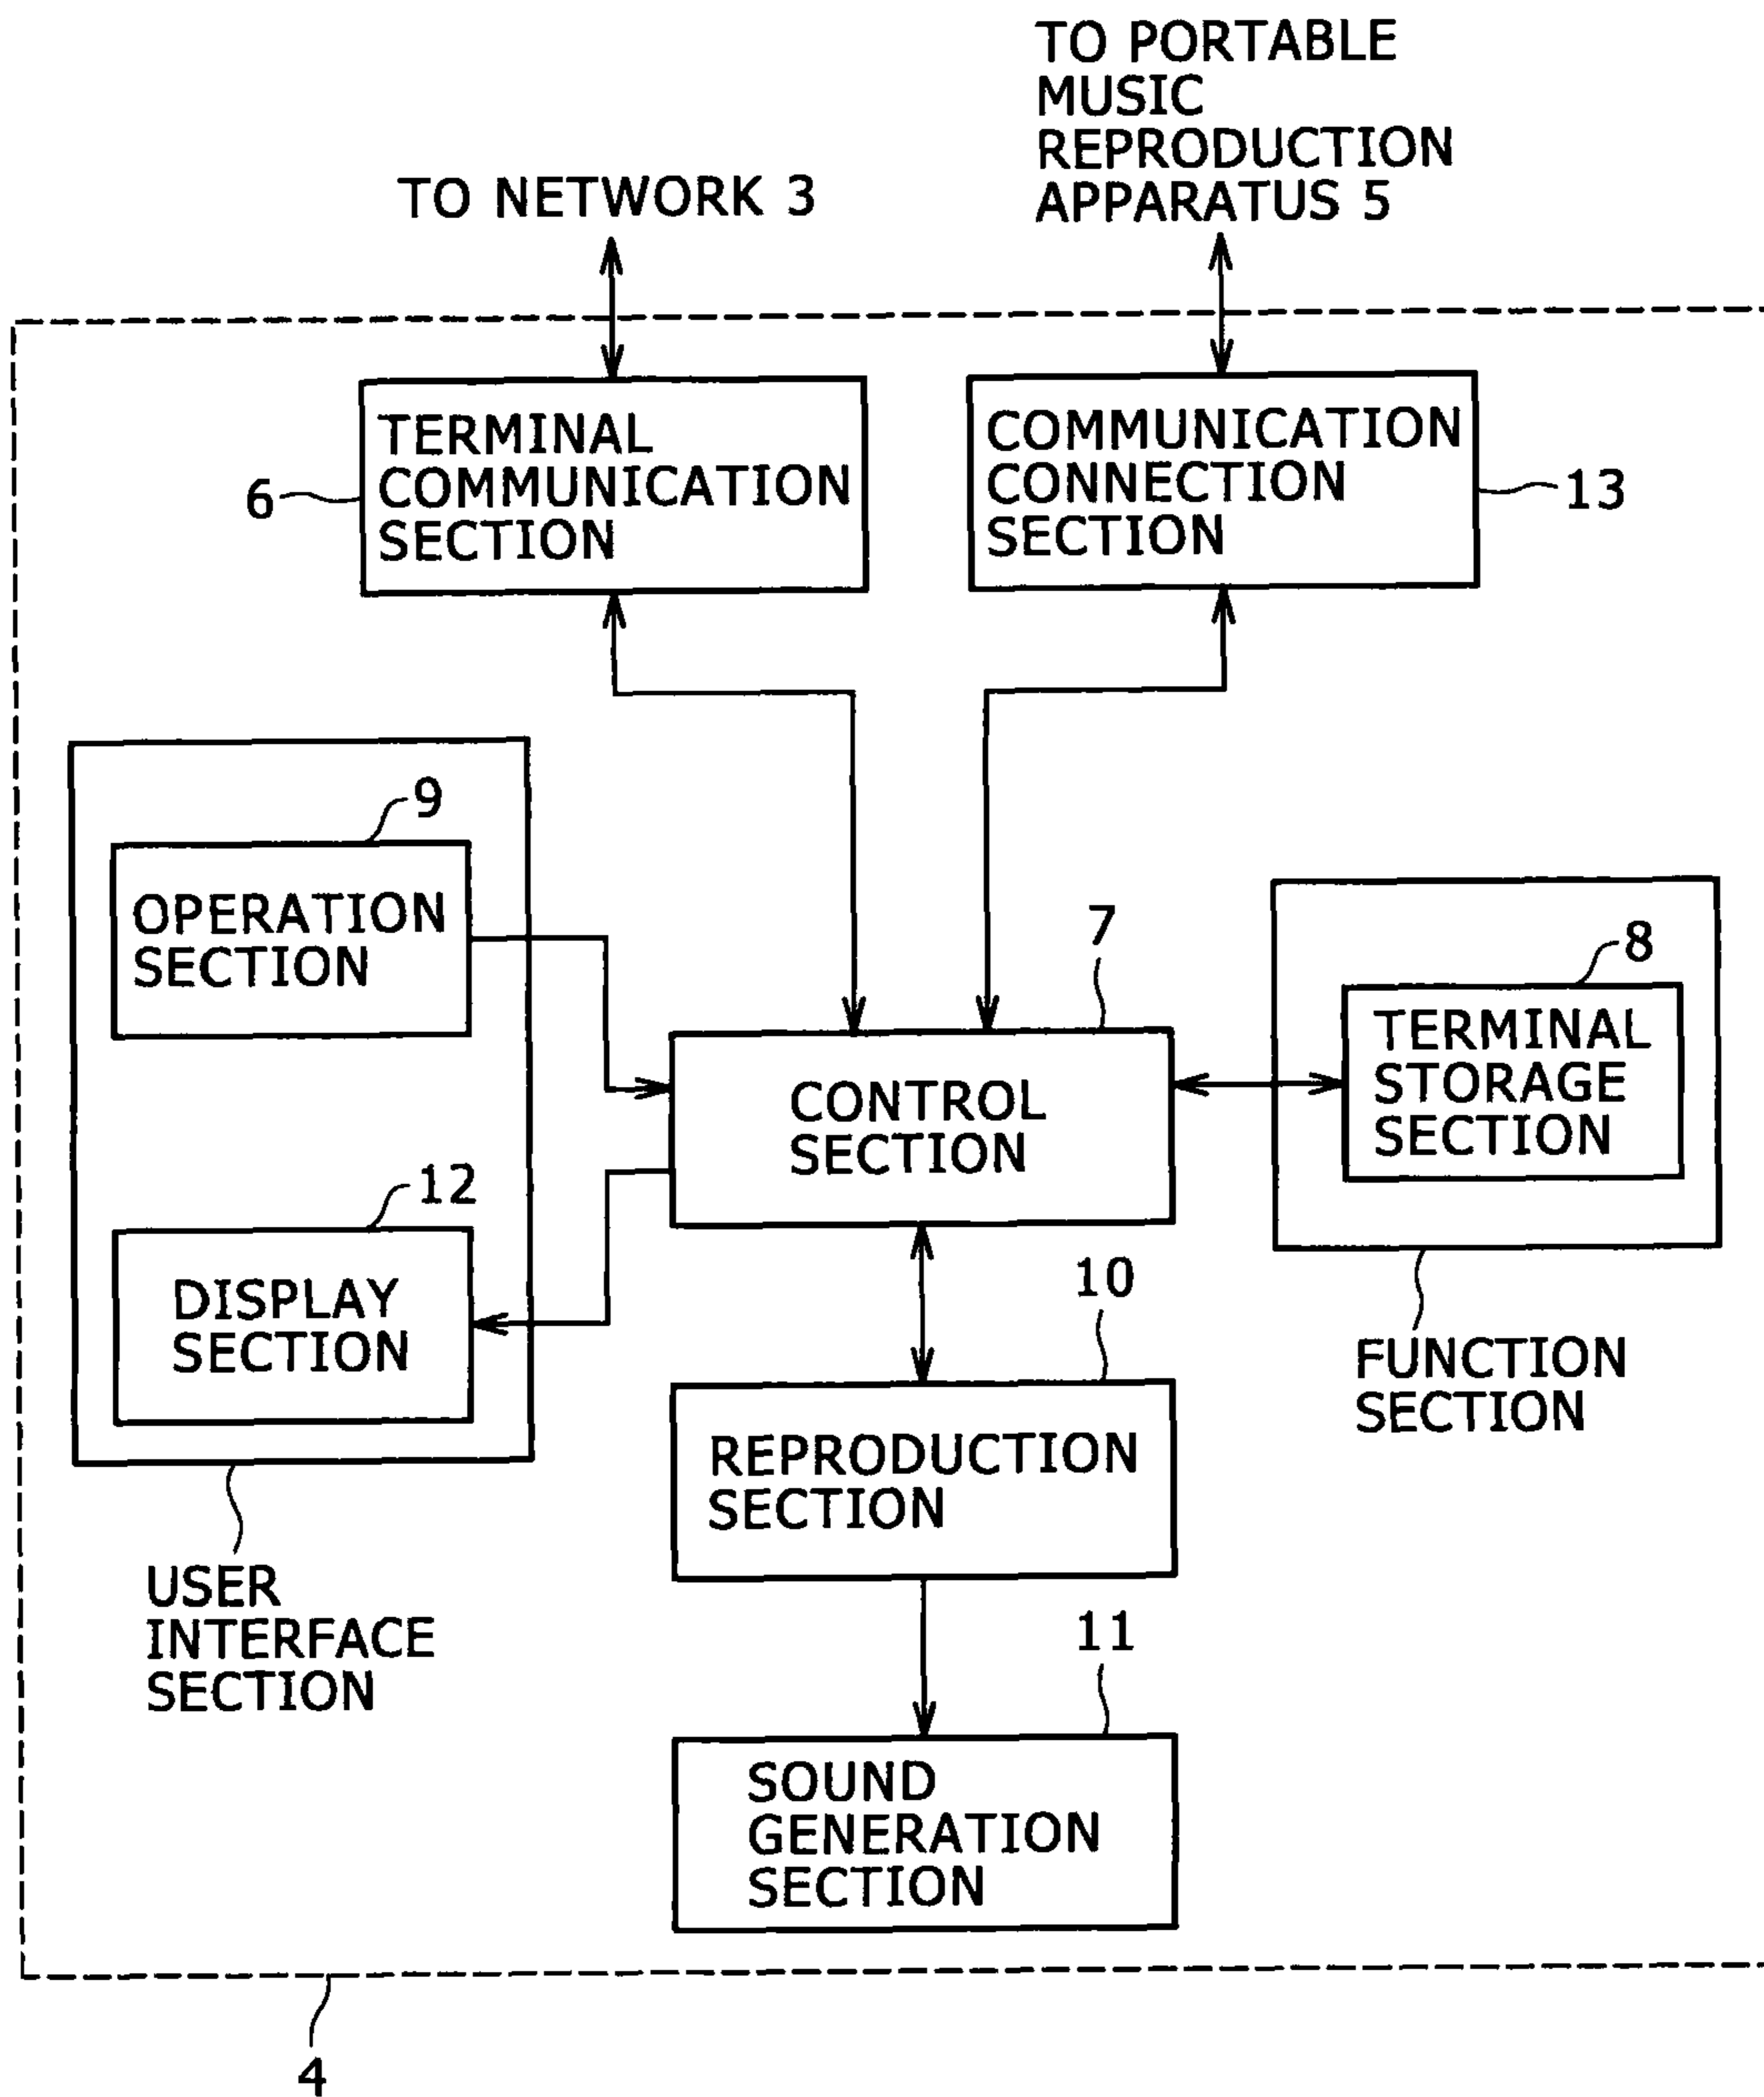 TO PORTABLE
MUSIC
REPRODUCTION
APPARATUS 5
TO NETWORK 3
TERMINAL
COMMUNICATION
SECTION
6
COMMUNICATION
CONNECTION
SECTION
13
9
OPERATION
SECTION
7
8
TERMINAL
STORAGE
SECTION
CONTROL
SECTION
12
DISPLAY
SECTION
10
FUNCTION
SECTION
REPRODUCTION
SECTION
USER
INTERFACE
SECTION
11
SOUND
GENERATION
SECTION
4